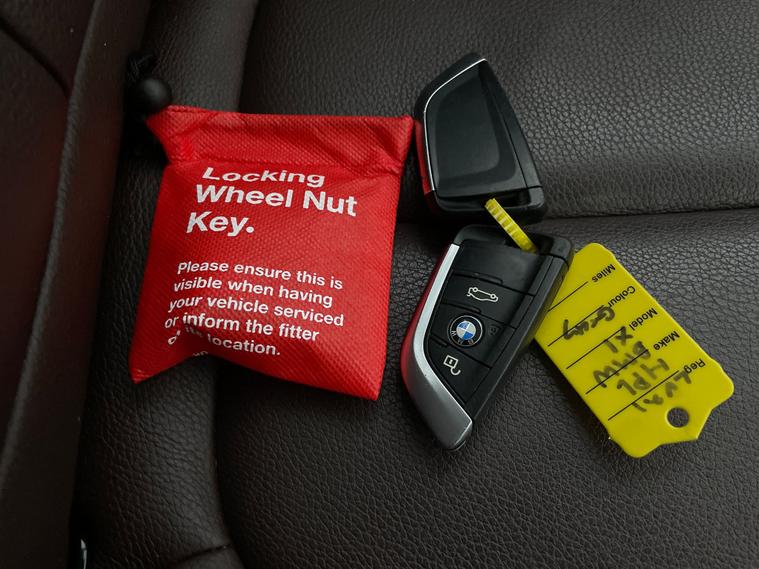 Locking
Wheel Nut
Key.
Please ensure this is
visible when having
your vehicle serviced
or inform the fitter
location.
Reg
Make BMW
Model X1
Colour Grey
Miles